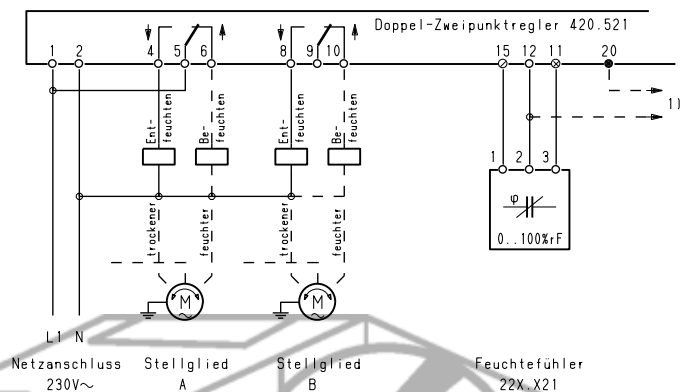 Doppel-Zweipunktregler 420.521
1 2 4 5 6 8 9 10 15 12 11 20
1)
Ent-
feuchten
Be-
feuchten
Ent-
feuchten
Be-
feuchten
1 2 3
φ
0..100%rF
trockener
feuchter
trockener
feuchter
M M
L1 N
Netzanschluss Stellglied Stellglied Feuchtefühler
230V~ A B 22X.X21